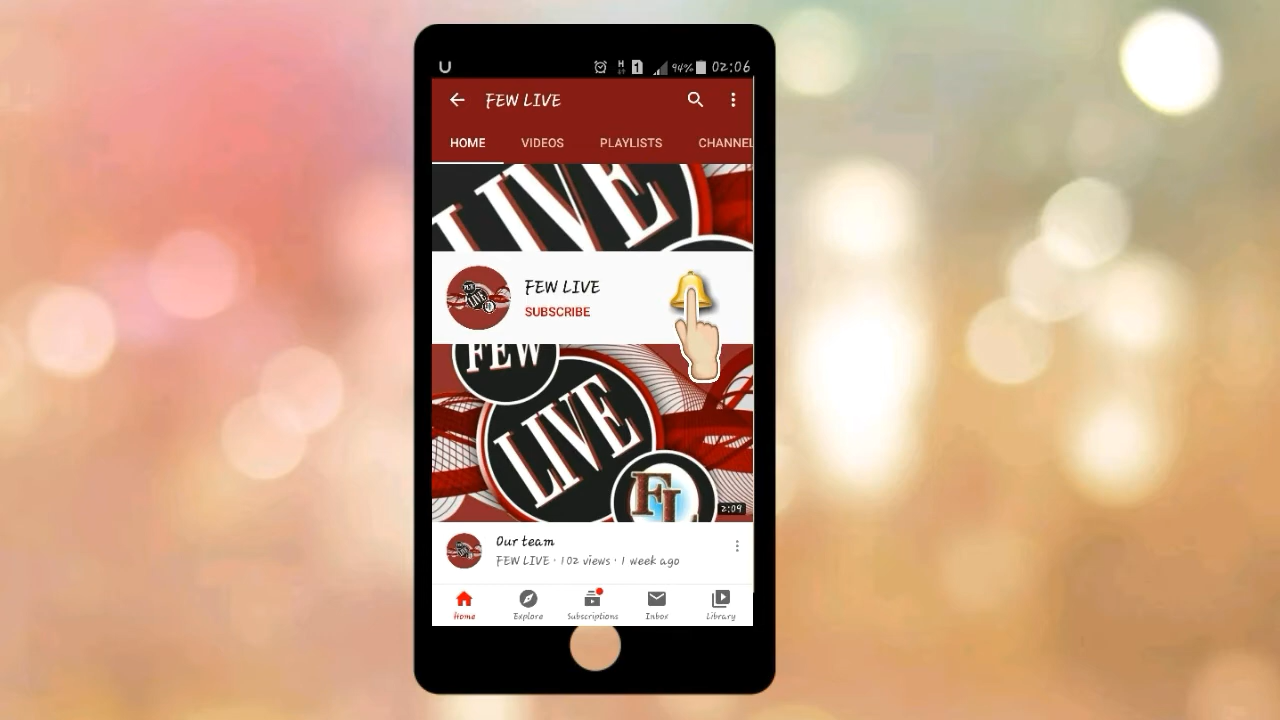 H 1 94% 02:06
FEW LIVE
HOME VIDEOS PLAYLISTS CHANNEL
LIVE
FEW LIVE
SUBSCRIBE
FEW
LIVE
FL
2:09
Our team
FEW LIVE · 102 views · 1 week ago
Home Explore Subscriptions Inbox Library